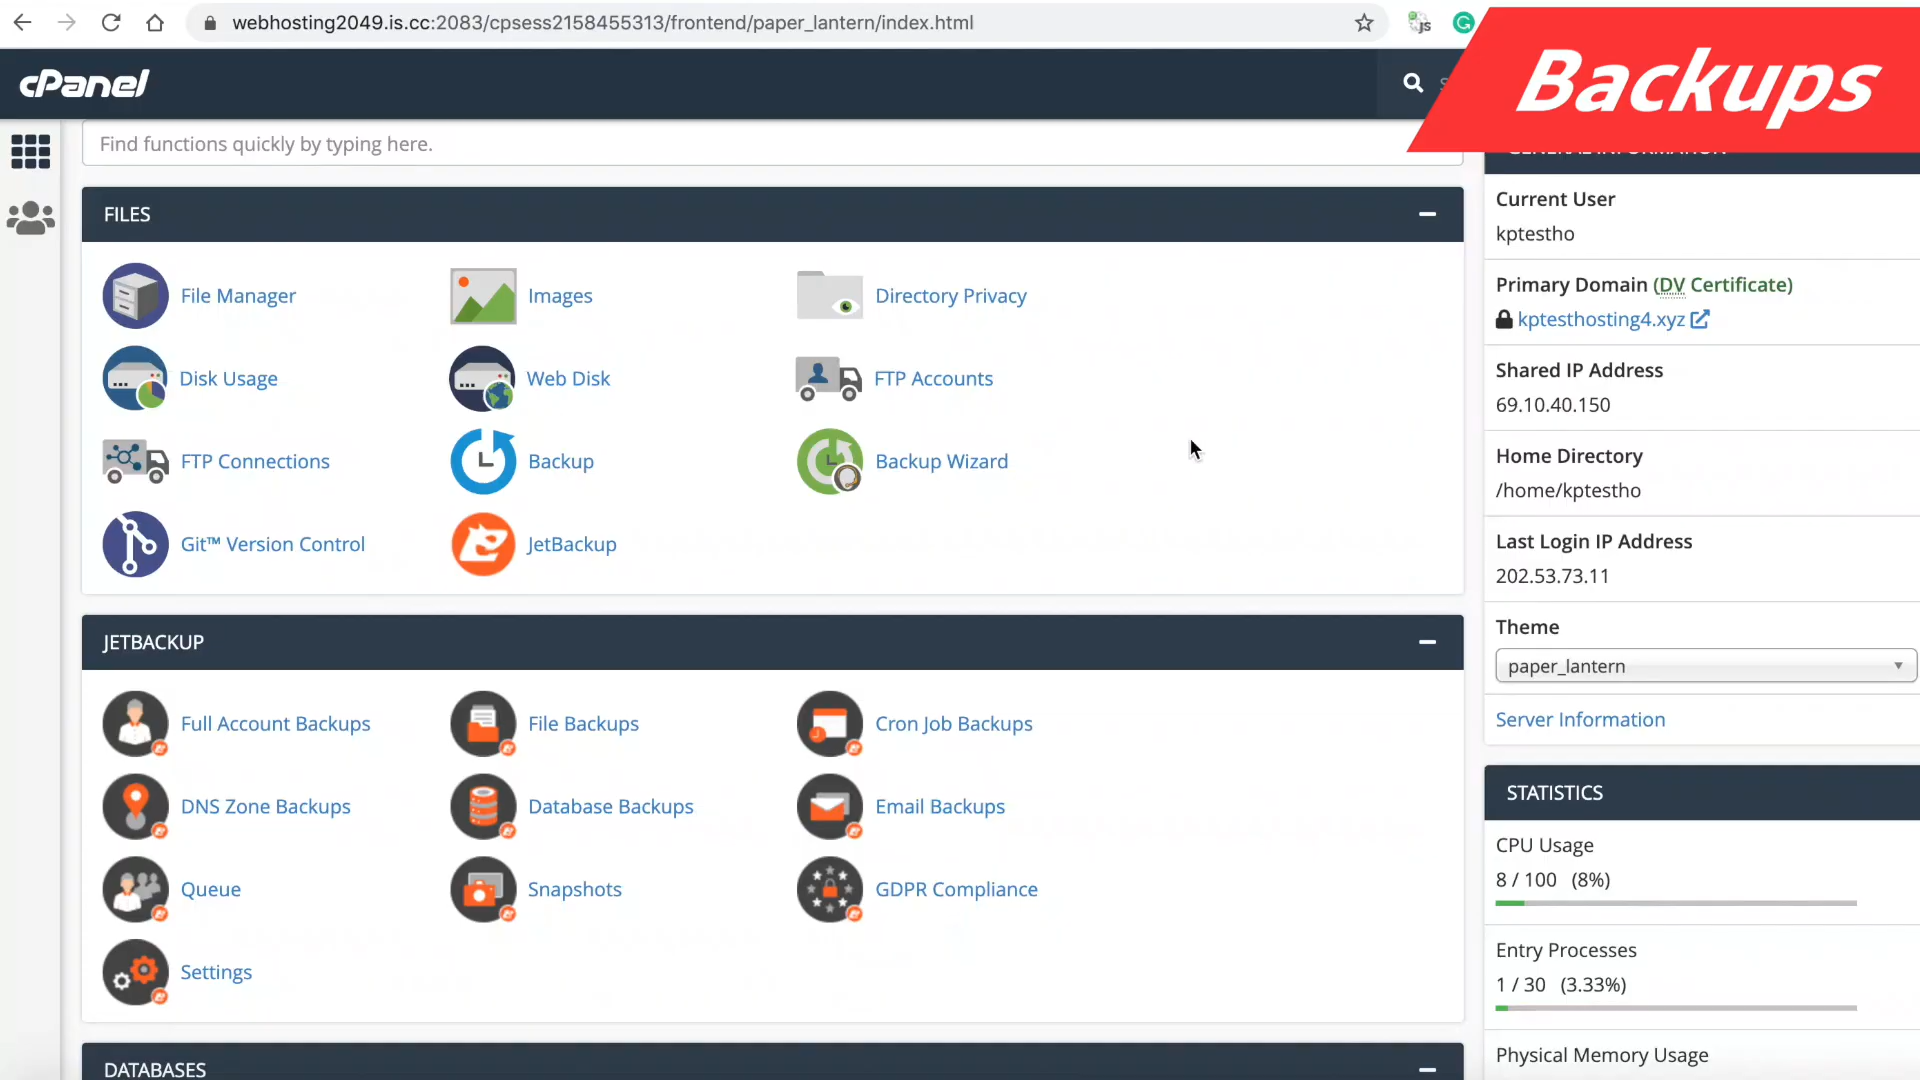 webhosting2049.is.cc:2083/cpsess2158455313/frontend/paper_lantern/index.html
Backups
cPanel
Find functions quickly by typing here.
FILES
File Manager
Images
Directory Privacy
Disk Usage
Web Disk
FTP Accounts
FTP Connections
Backup
Backup Wizard
Git™ Version Control
JetBackup
JETBACKUP
Full Account Backups
File Backups
Cron Job Backups
DNS Zone Backups
Database Backups
Email Backups
Queue
Snapshots
GDPR Compliance
Settings
DATABASES
GENERAL INFORMATION
Current User
kptestho
Primary Domain (DV Certificate)
kptesthosting4.xyz
Shared IP Address
69.10.40.150
Home Directory
/home/kptestho
Last Login IP Address
202.53.73.11
Theme
paper_lantern
Server Information
STATISTICS
CPU Usage
8 / 100 (8%)
Entry Processes
1 / 30 (3.33%)
Physical Memory Usage